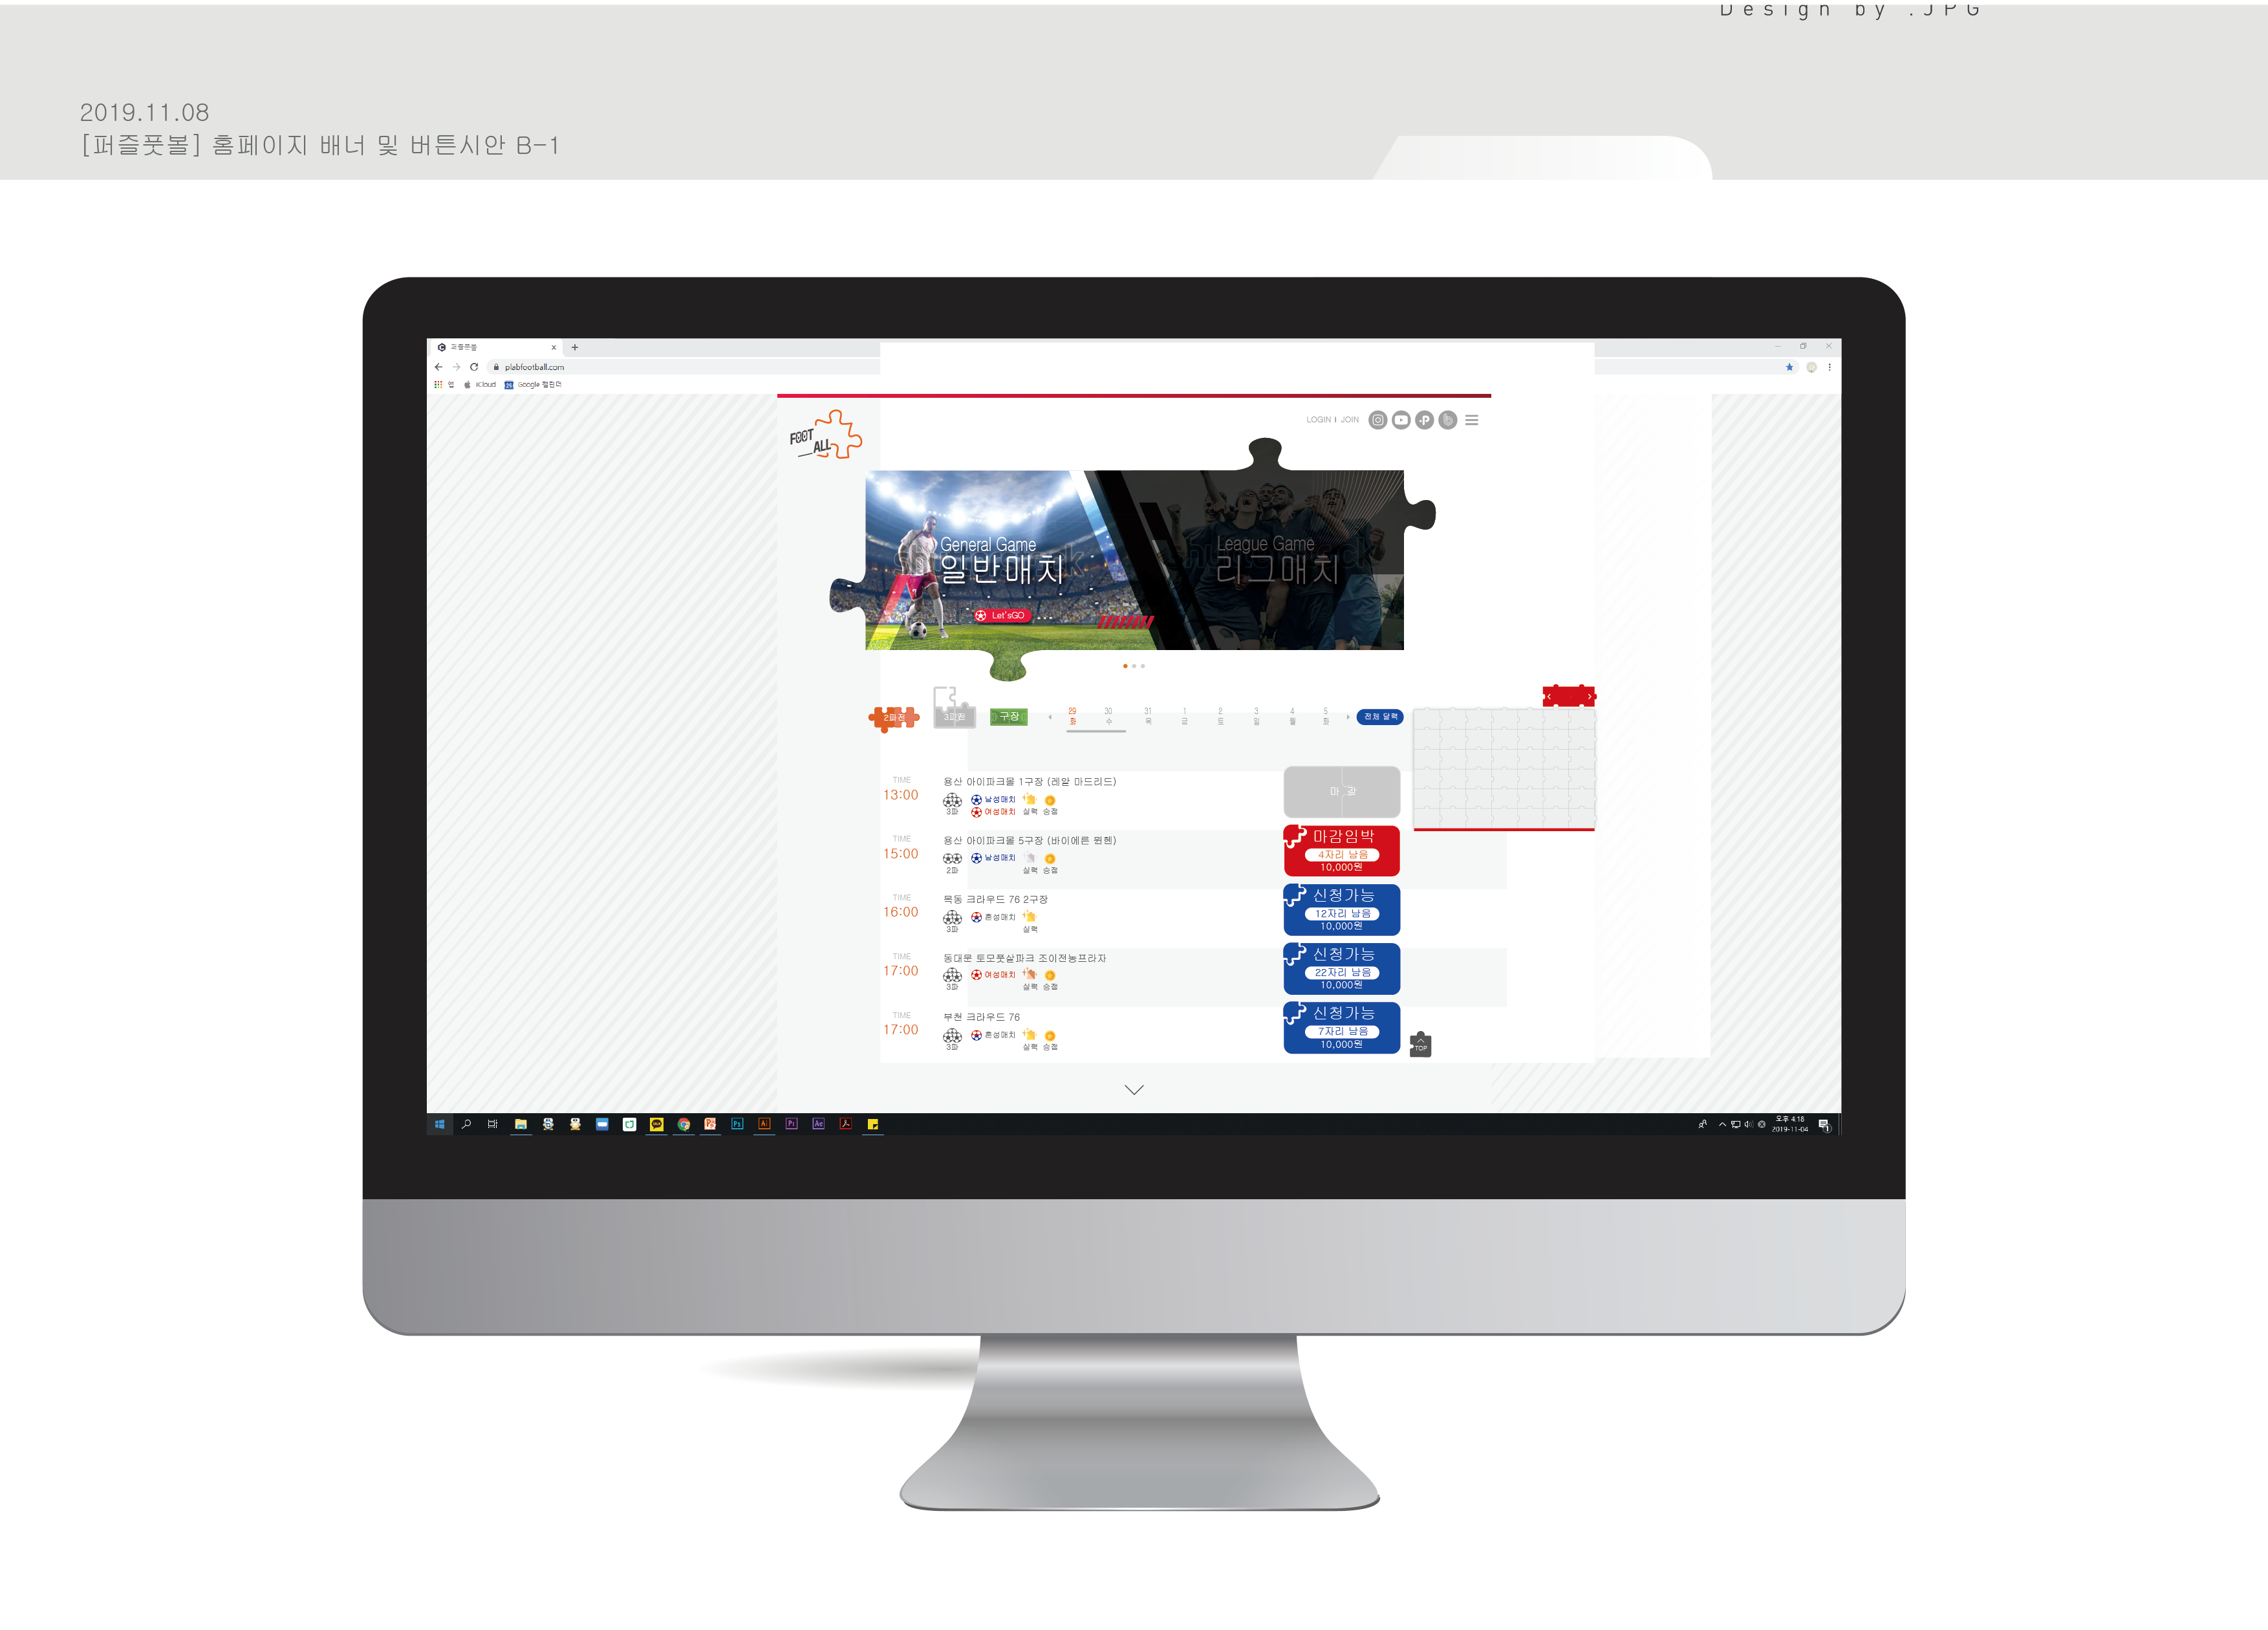 Design by .JPG
2019.11.08
[퍼즐풋볼] 홈페이지 배너 및 버튼시안 B-1
퍼즐풋볼
plabfootball.com
앱 iCloud Google 캘린더
FOOT
ALL
LOGIN I JOIN
General Game
일반매치
Let'sGO
League Game
리그매치
2파전 3파전 구장
29 30 31 1 2 3 4 5
화 수 목 금 토 일 월 화
전체 달력
TIME
13:00
용산 아이파크몰 1구장 (레알 마드리드)
남성매치
여성매치
3파 실력 승점
마 감
TIME
15:00
용산 아이파크몰 5구장 (바이에른 뮌헨)
남성매치
2파 실력 승점
마감임박
4자리 남음
10,000원
TIME
16:00
목동 크라우드 76 2구장
혼성매치
3파 실력
신청가능
12자리 남음
10,000원
TIME
17:00
동대문 토모풋살파크 조이전농프라자
여성매치
3파 실력 승점
신청가능
22자리 남음
10,000원
TIME
17:00
부천 크라우드 76
혼성매치
3파 실력 승점
신청가능
7자리 남음
10,000원
TOP
Ps Ai Pr Ae
오후 4:18
2019-11-04